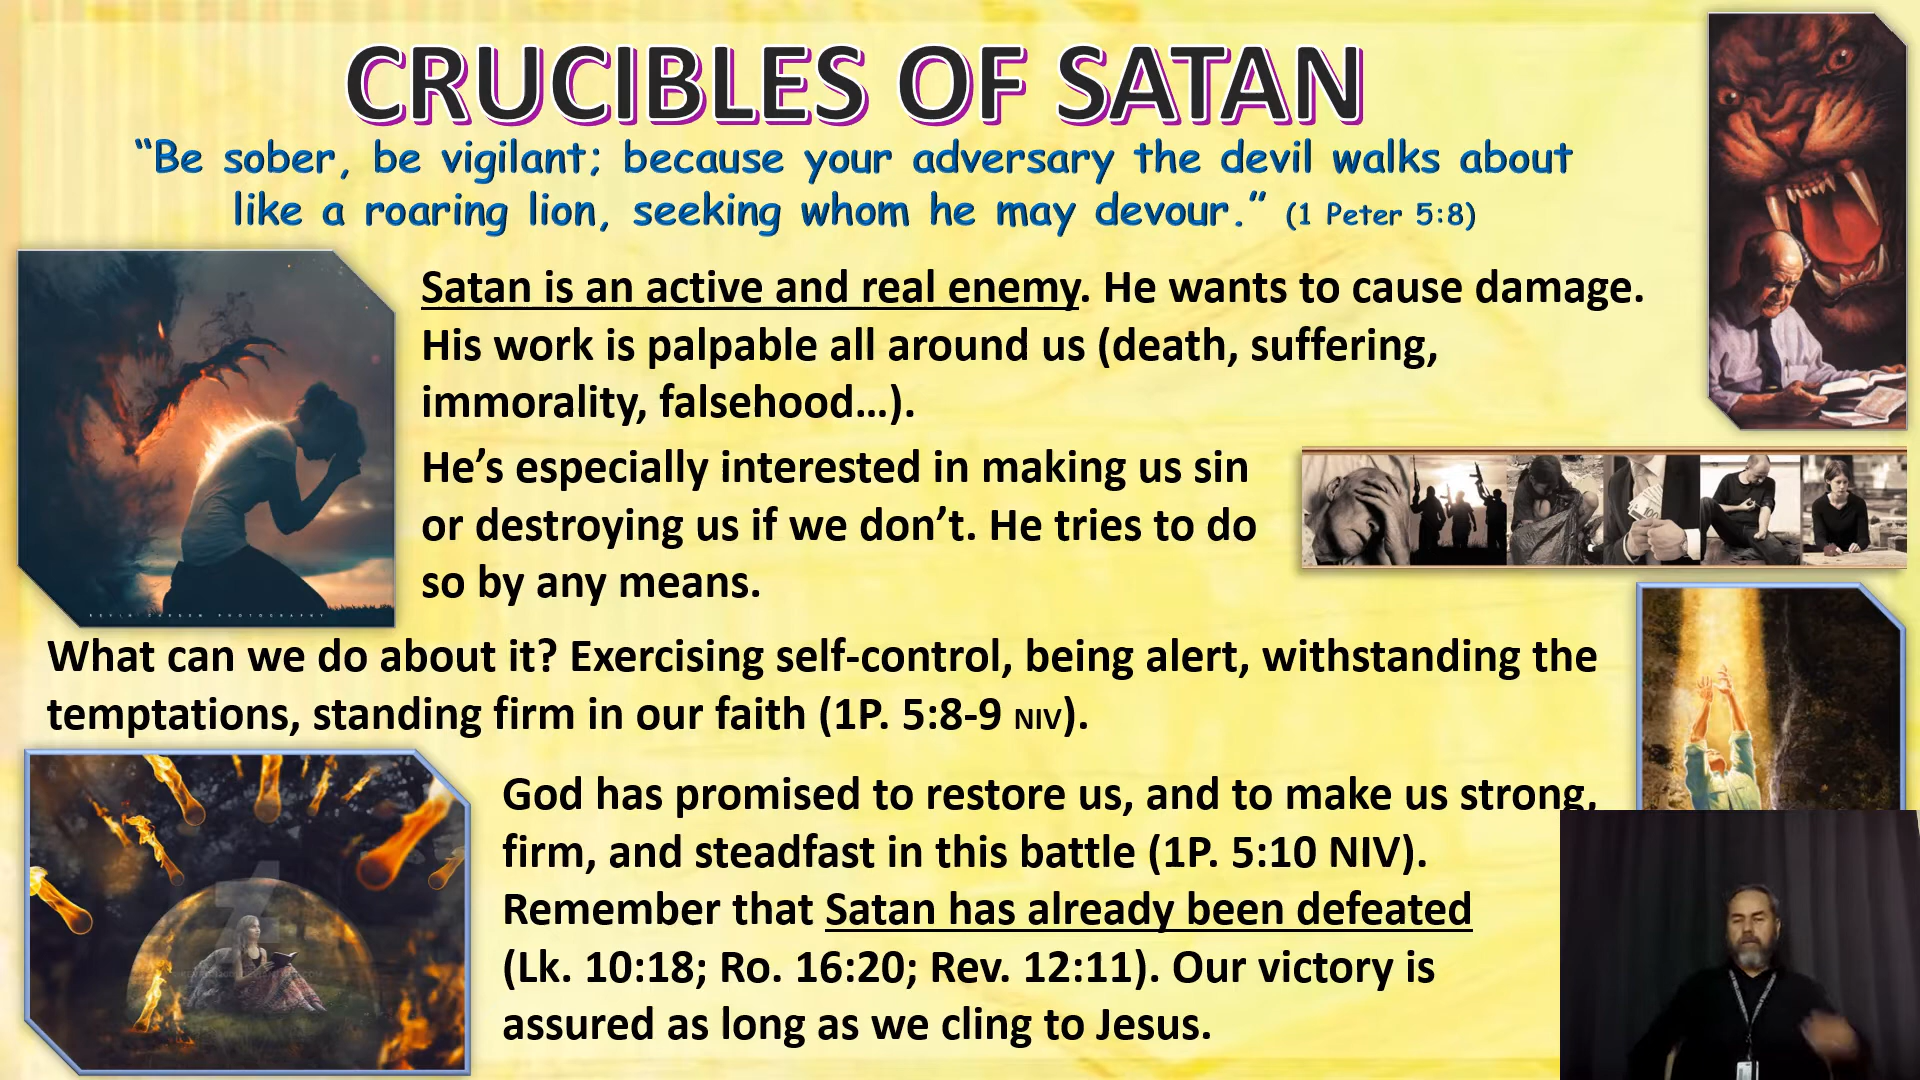 CRUCIBLES OF SATAN
“Be sober, be vigilant; because your adversary the devil walks about
like a roaring lion, seeking whom he may devour.” (1 Peter 5:8)
Satan is an active and real enemy. He wants to cause damage.
His work is palpable all around us (death, suffering,
immorality, falsehood…).
He’s especially interested in making us sin
or destroying us if we don’t. He tries to do
so by any means.
What can we do about it? Exercising self-control, being alert, withstanding the
temptations, standing firm in our faith (1P. 5:8-9 NIV).
God has promised to restore us, and to make us strong,
firm, and steadfast in this battle (1P. 5:10 NIV).
Remember that Satan has already been defeated
(Lk. 10:18; Ro. 16:20; Rev. 12:11). Our victory is
assured as long as we cling to Jesus.